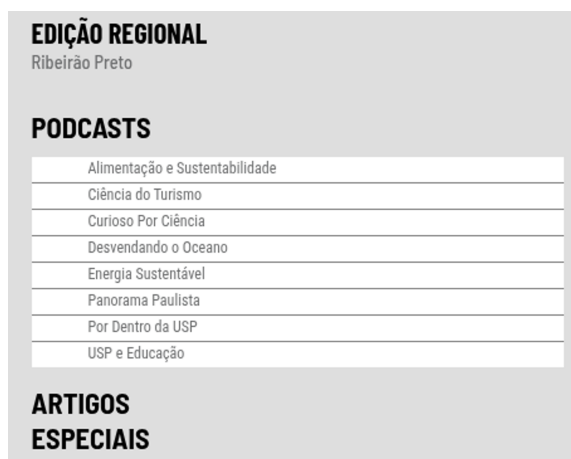 EDIÇÃO REGIONAL
Ribeirão Preto
PODCASTS
Alimentação e Sustentabilidade
Ciência do Turismo
Curioso Por Ciência
Desvendando o Oceano
Energia Sustentável
Panorama Paulista
Por Dentro da USP
USP e Educação
ARTIGOS
ESPECIAIS